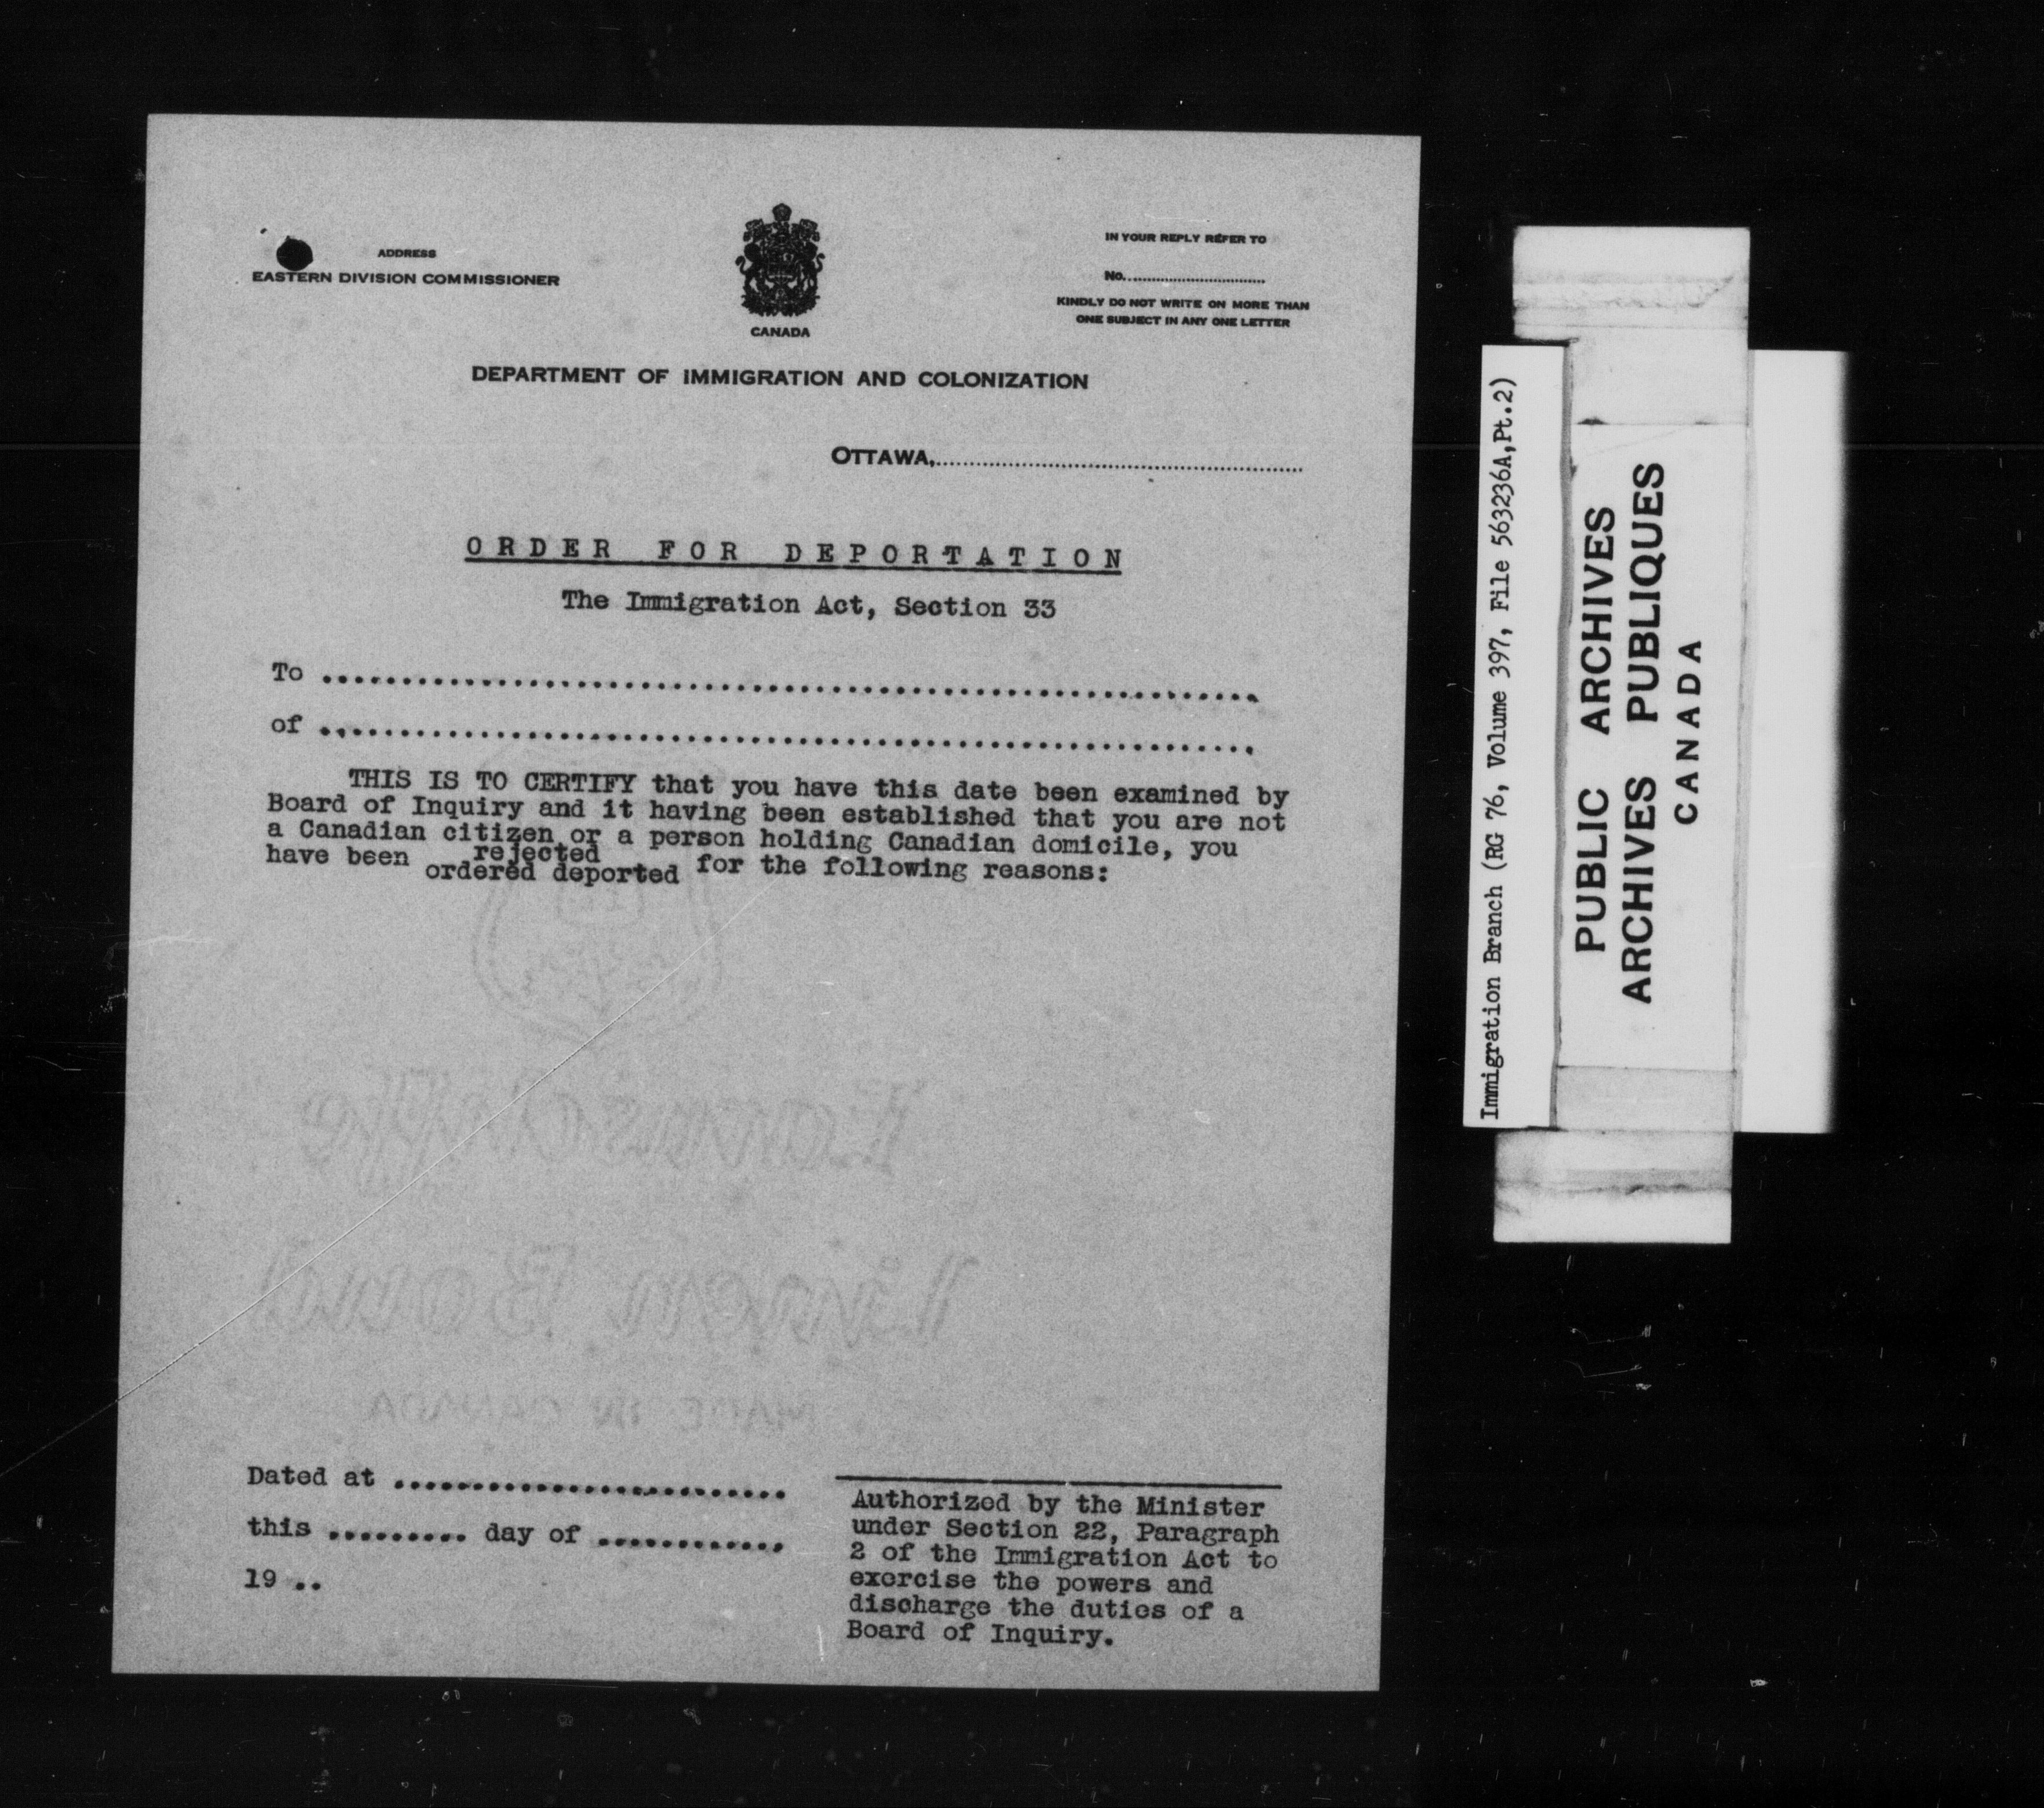 ADDRESS
EASTERN DIVISION COMMISSIONER
CANADA
IN YOUR REPLY REFER TO
No..............................
KINDLY DO NOT WRITE ON MORE THAN
ONE SUBJECT IN ANY ONE LETTER
DEPARTMENT OF IMMIGRATION AND COLONIZATION
OTTAWA,..............................
ORDER FOR DEPORTATION
The Immigration Act, Section 33
To ..............................
of ..............................
THIS IS TO CERTIFY that you have this date been examined by
Board of Inquiry and it having been established that you are not
a Canadian citizen or a person holding Canadian domicile, you
have been rejected
ordered deported for the following reasons:
MADE IN CANADA
Dated at ..............................
this ......... day of ............
19 ..
Authorized by the Minister
under Section 22, Paragraph
2 of the Immigration Act to
exercise the powers and
discharge the duties of a
Board of Inquiry.
Immigration Branch (RG 76, Volume 397, File 563236A,Pt.2)
PUBLIC ARCHIVES
ARCHIVES PUBLIQUES
CANADA